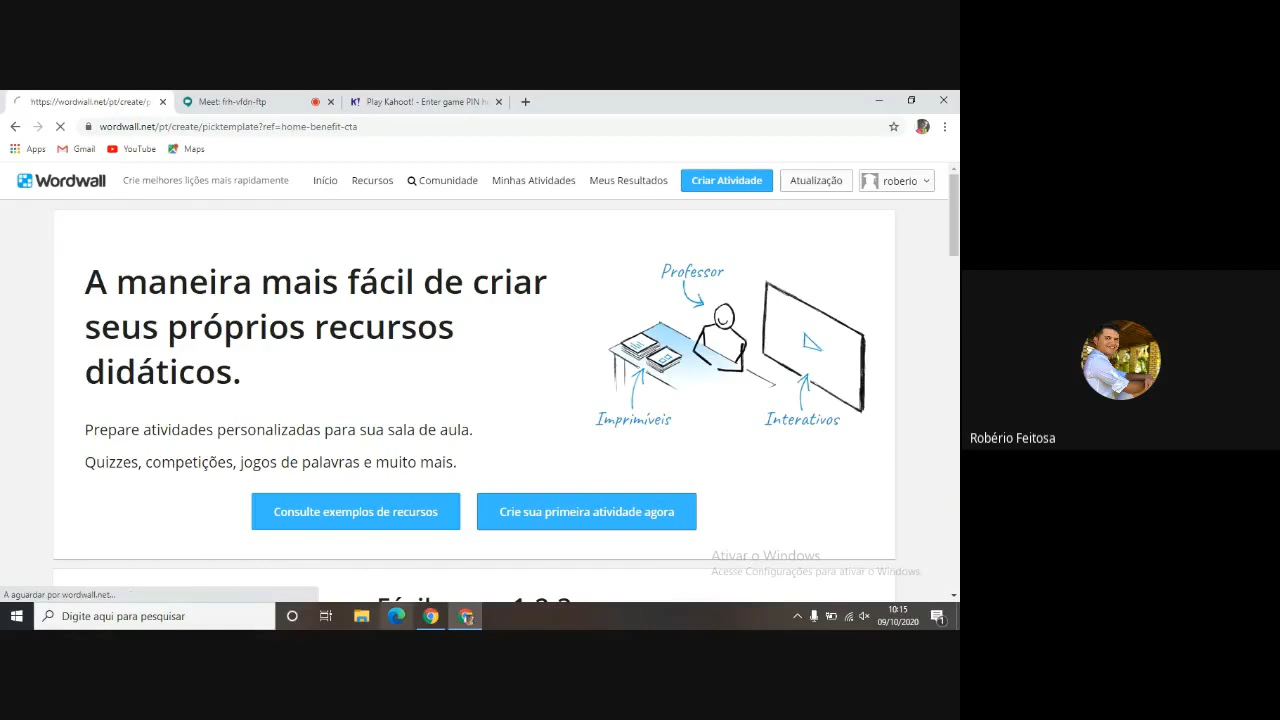 https://wordwall.net/pt/create/p
Meet: frh-vfdn-ftp
K! Play Kahoot! - Enter game PIN h
wordwall.net/pt/create/picktemplate?ref=home-benefit-cta
Apps Gmail YouTube Maps
Wordwall Crie melhores lições mais rapidamente Início Recursos Comunidade Minhas Atividades Meus Resultados Criar Atividade Atualização roberio
A maneira mais fácil de criar
seus próprios recursos
didáticos.
Professor
Imprimíveis
Interativos
Prepare atividades personalizadas para sua sala de aula.
Quizzes, competições, jogos de palavras e muito mais.
Consulte exemplos de recursos
Crie sua primeira atividade agora
Ativar o Windows
Acesse Configurações para ativar o Windows.
A aguardar por wordwall.net...
Digite aqui para pesquisar
10:15
09/10/2020
1
Robério Feitosa